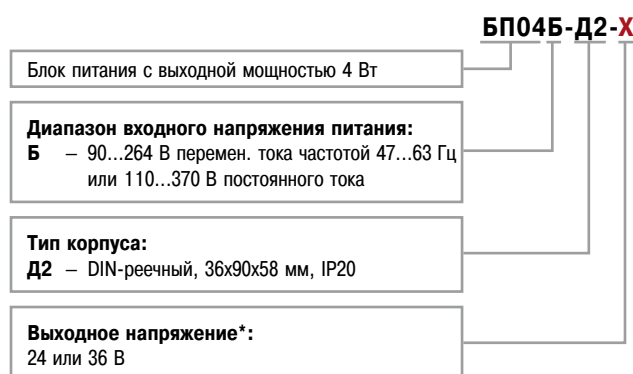 БП04Б-Д2-Х
Блок питания с выходной мощностью 4 Вт
Диапазон входного напряжения питания:
Б – 90...264 В перемен. тока частотой 47...63 Гц
или 110...370 В постоянного тока
Тип корпуса:
Д2 – DIN-реечный, 36х90х58 мм, IP20
Выходное напряжение*:
24 или 36 В